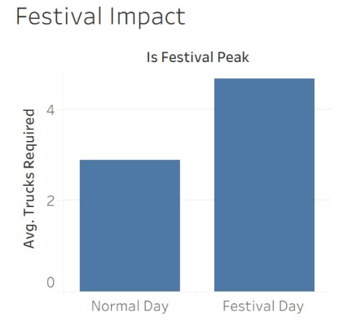 Festival Impact
Is Festival Peak
Avg. Trucks Required
4
2
0
Normal Day
Festival Day